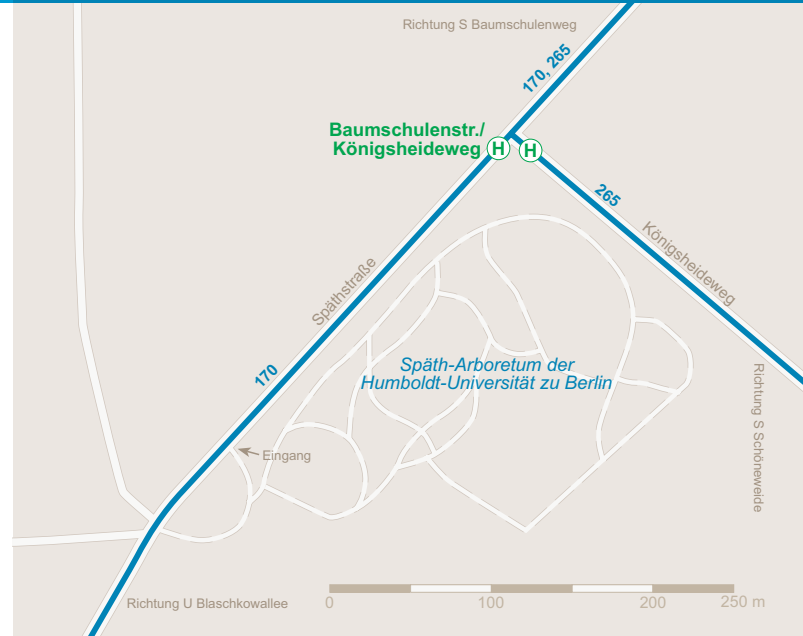 Richtung S Baumschulenweg
170, 265
Baumschulenstr./
Königsheideweg
H
H
265
Königsheideweg
Späthstraße
170
Späth-Arboretum der
Humboldt-Universität zu Berlin
Richtung S Schöneweide
Eingang
Richtung U Blaschkowallee
0
100
200
250 m